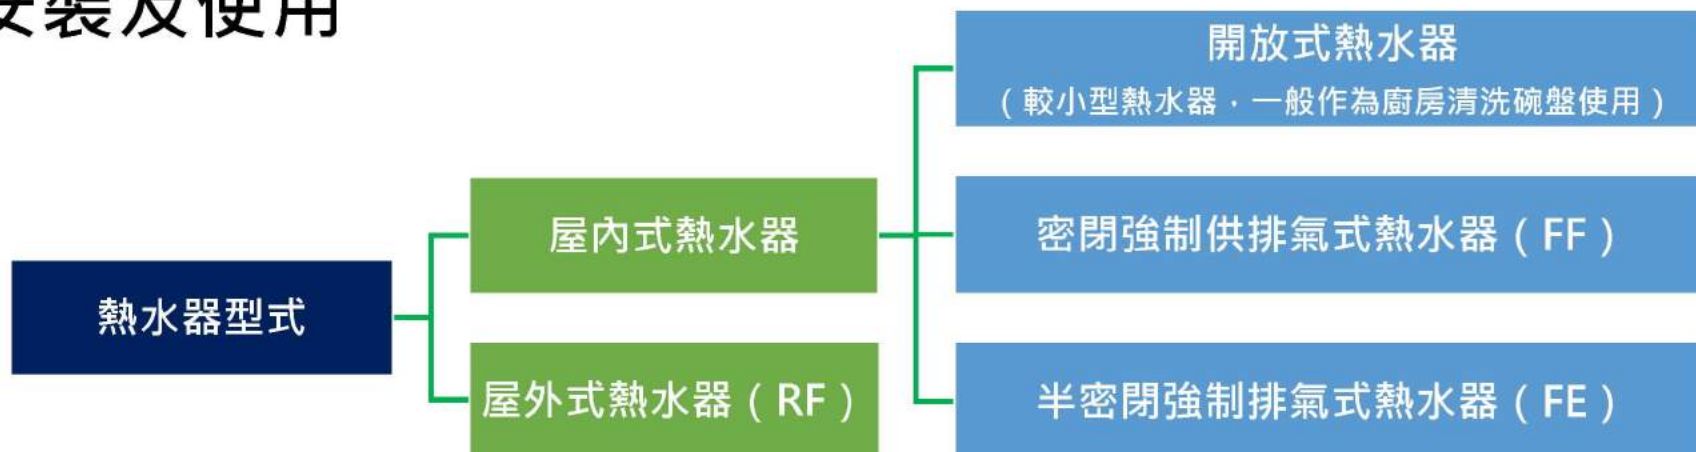 安裝及使用
開放式熱水器
（較小型熱水器，一般作為廚房清洗碗盤使用）
屋內式熱水器
密閉強制供排氣式熱水器（FF）
熱水器型式
屋外式熱水器（RF）
半密閉強制排氣式熱水器（FE）